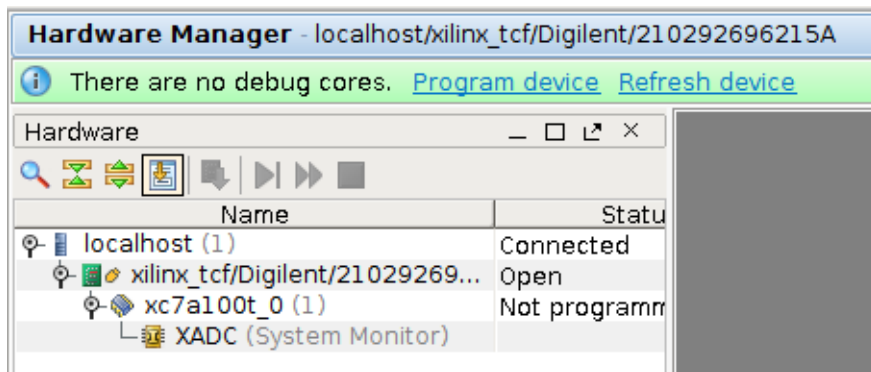 Hardware Manager - localhost/xilinx_tcf/Digilent/210292696215A
There are no debug cores. Program device Refresh device
Hardware
Name Statu
localhost (1) Connected
xilinx_tcf/Digilent/21029269... Open
xc7a100t_0 (1) Not programm
XADC (System Monitor)